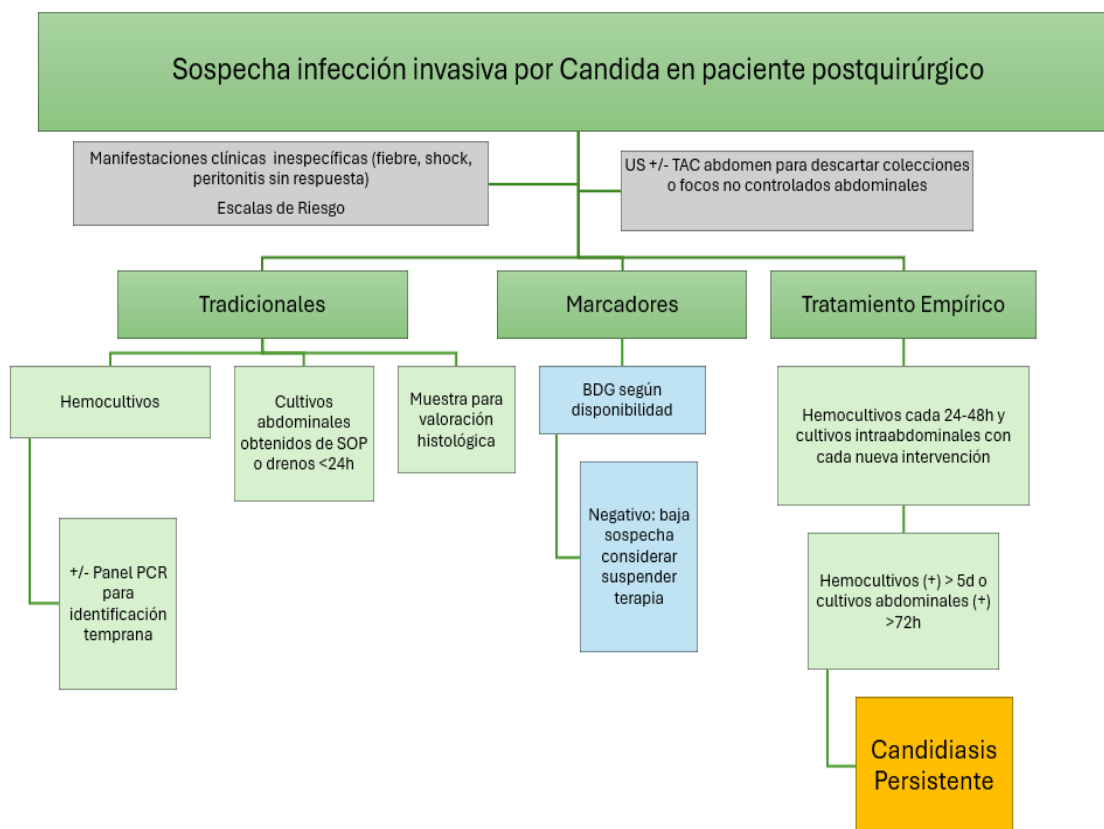 Sospecha infección invasiva por Candida en paciente postquirúrgico
Manifestaciones clínicas inespecíficas (fiebre, shock,
peritonitis sin respuesta)
Escalas de Riesgo
US +/- TAC abdomen para descartar colecciones
o focos no controlados abdominales
Tradicionales
Marcadores
Tratamiento Empírico
Hemocultivos
Cultivos
abdominales
obtenidos de SOP
o drenos <24h
Muestra para
valoración
histológica
BDG según
disponibilidad
Hemocultivos cada 24-48h y
cultivos intraabdominales con
cada nueva intervención
+/- Panel PCR
para
identificación
temprana
Negativo: baja
sospecha
considerar
suspender
terapia
Hemocultivos (+) > 5d o
cultivos abdominales (+)
>72h
Candidiasis
Persistente